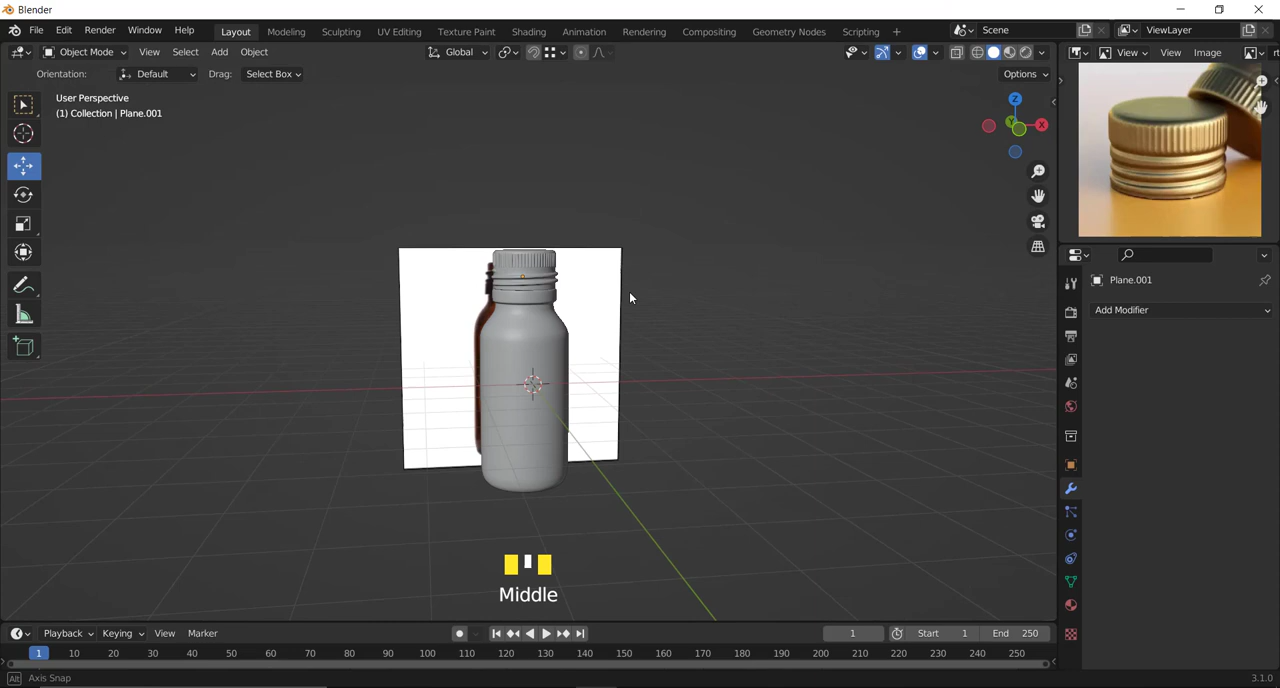 Blender
File Edit Render Window Help Layout Modeling Sculpting UV Editing Texture Paint Shading Animation Rendering Compositing Geometry Nodes Scripting + Scene ViewLayer
Object Mode View Select Add Object Global View View Image
Orientation: Default Drag: Select Box Options
User Perspective
(1) Collection | Plane.001
Z
Y
X
Plane.001
Add Modifier
Middle
Playback Keying View Marker 1 Start 1 End 250
1 10 20 30 40 50 60 70 80 90 100 110 120 130 140 150 160 170 180 190 200 210 220 230 240 250
Alt Axis Snap 3.1.0